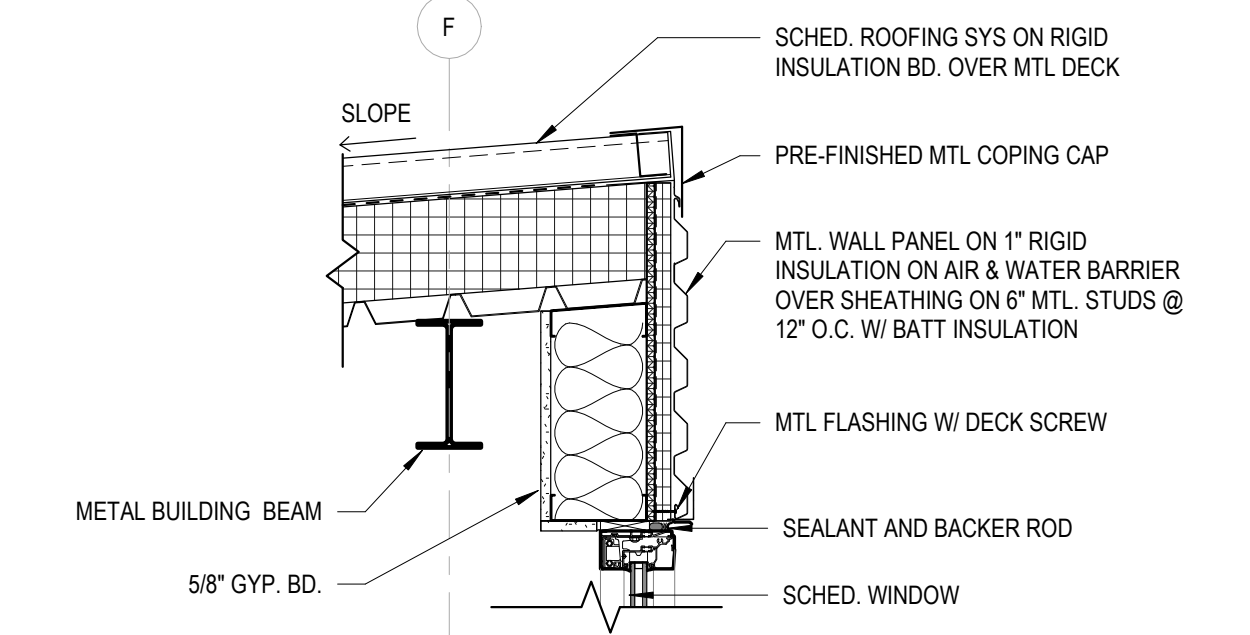 F
SCHED. ROOFING SYS ON RIGID
INSULATION BD. OVER MTL DECK
SLOPE
PRE-FINISHED MTL COPING CAP
MTL. WALL PANEL ON 1" RIGID
INSULATION ON AIR & WATER BARRIER
OVER SHEATHING ON 6" MTL. STUDS @
12" O.C. W/ BATT INSULATION
MTL FLASHING W/ DECK SCREW
METAL BUILDING BEAM
SEALANT AND BACKER ROD
5/8" GYP. BD.
SCHED. WINDOW